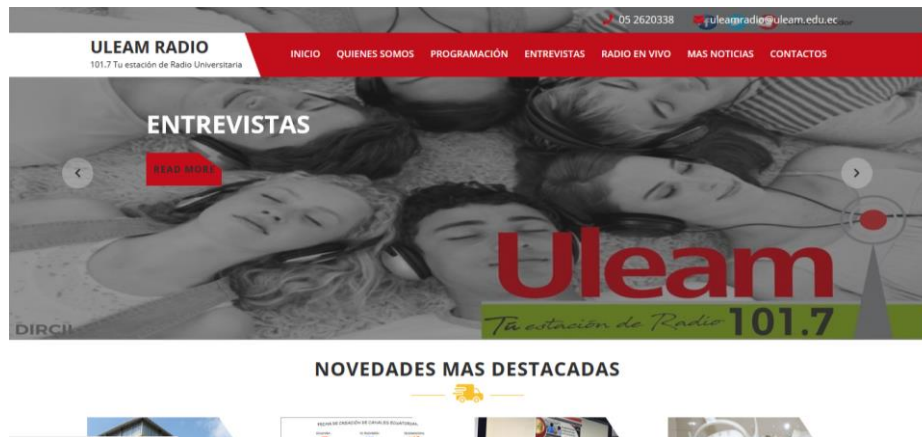 05 2620338
uleamradio@uleam.edu.ec
ULEAM RADIO
101.7 Tu estación de Radio Universitaria
INICIO QUIENES SOMOS PROGRAMACIÓN ENTREVISTAS RADIO EN VIVO MAS NOTICIAS CONTACTOS
ENTREVISTAS
READ MORE
Uleam
Tú estación de Radio 101.7
NOVEDADES MAS DESTACADAS